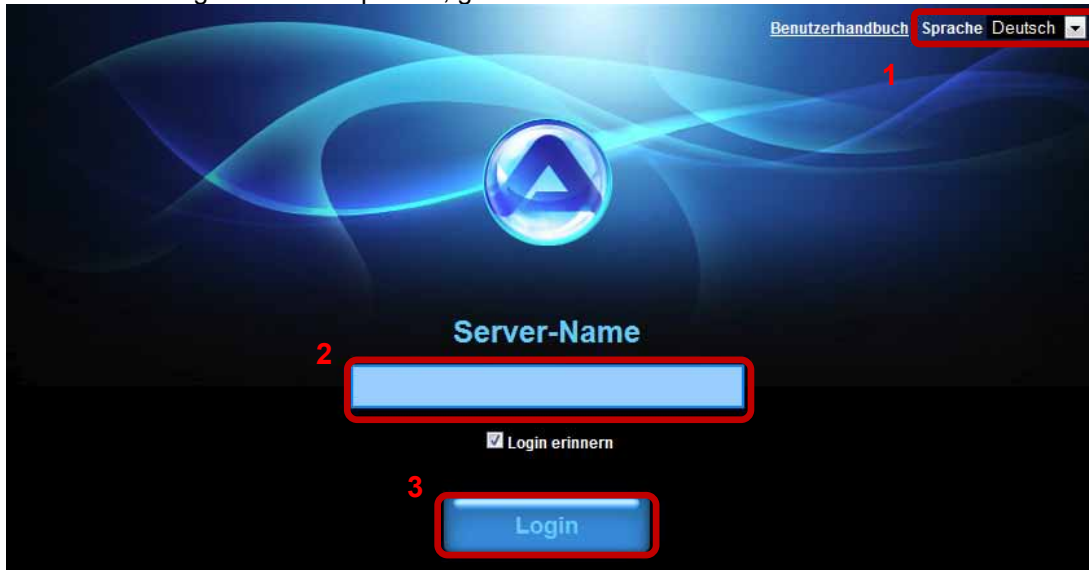 Benutzerhandbuch Sprache Deutsch
1
Server-Name
2
Login erinnern
3
Login